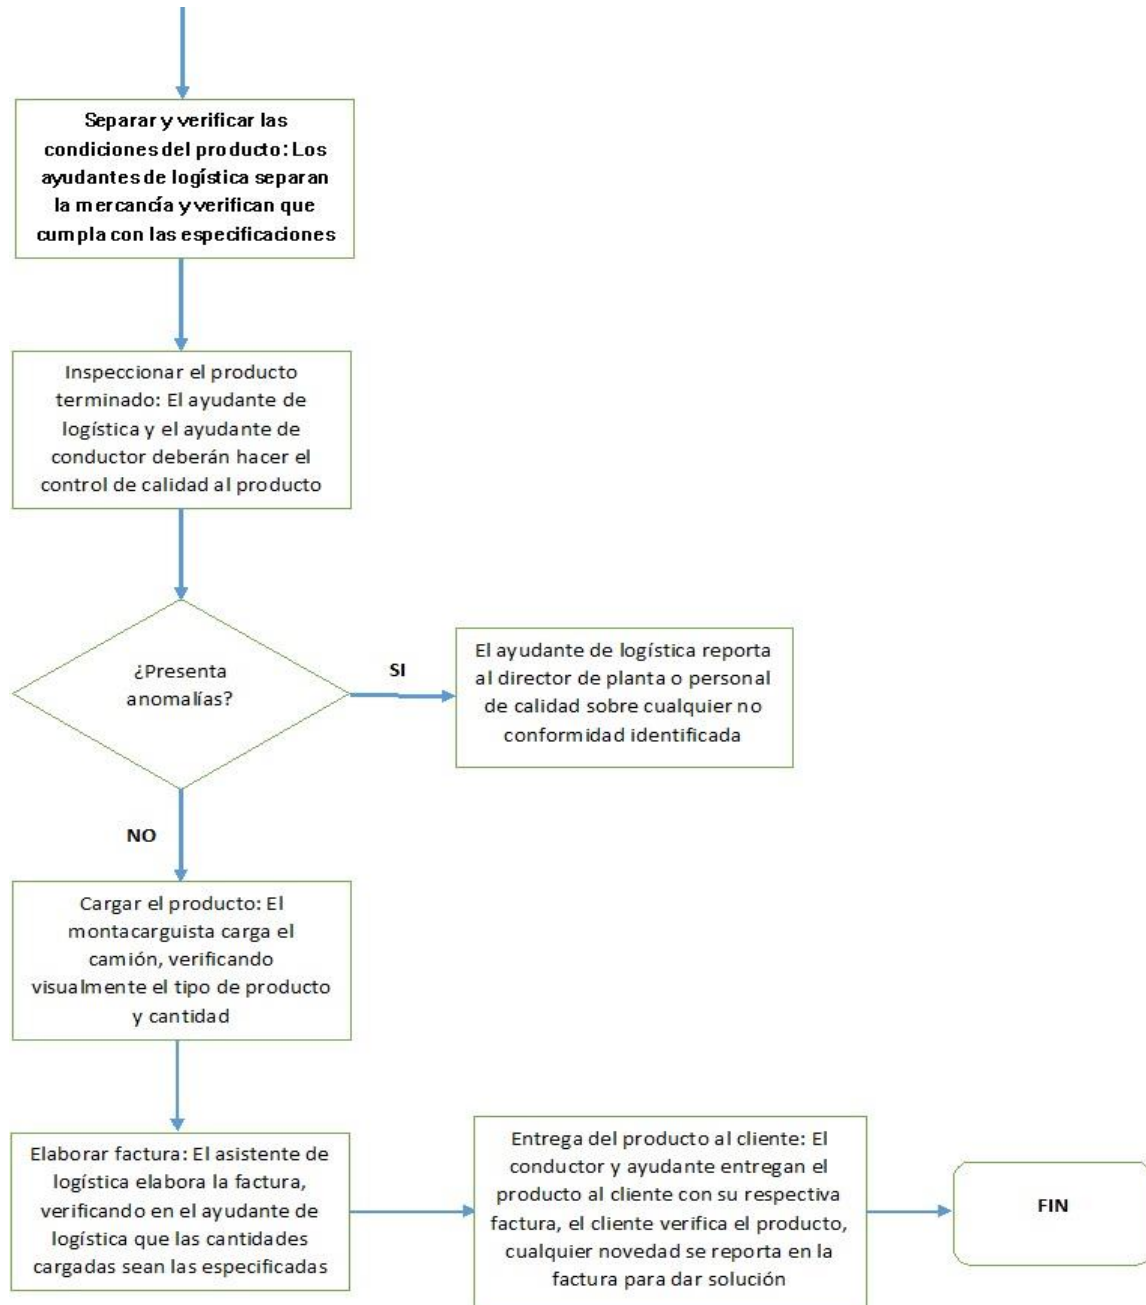 Separar y verificar las
condiciones del producto: Los
ayudantes de logística separan
la mercancía y verifican que
cumpla con las especificaciones
Inspeccionar el producto
terminado: El ayudante de
logística y el ayudante de
conductor deberán hacer el
control de calidad al producto
¿Presenta
anomalías?
SI
El ayudante de logística reporta
al director de planta o personal
de calidad sobre cualquier no
conformidad identificada
NO
Cargar el producto: El
montacarguista carga el
camión, verificando
visualmente el tipo de producto
y cantidad
Elaborar factura: El asistente de
logística elabora la factura,
verificando en el ayudante de
logística que las cantidades
cargadas sean las especificadas
Entrega del producto al cliente: El
conductor y ayudante entregan el
producto al cliente con su respectiva
factura, el cliente verifica el producto,
cualquier novedad se reporta en la
factura para dar solución
FIN